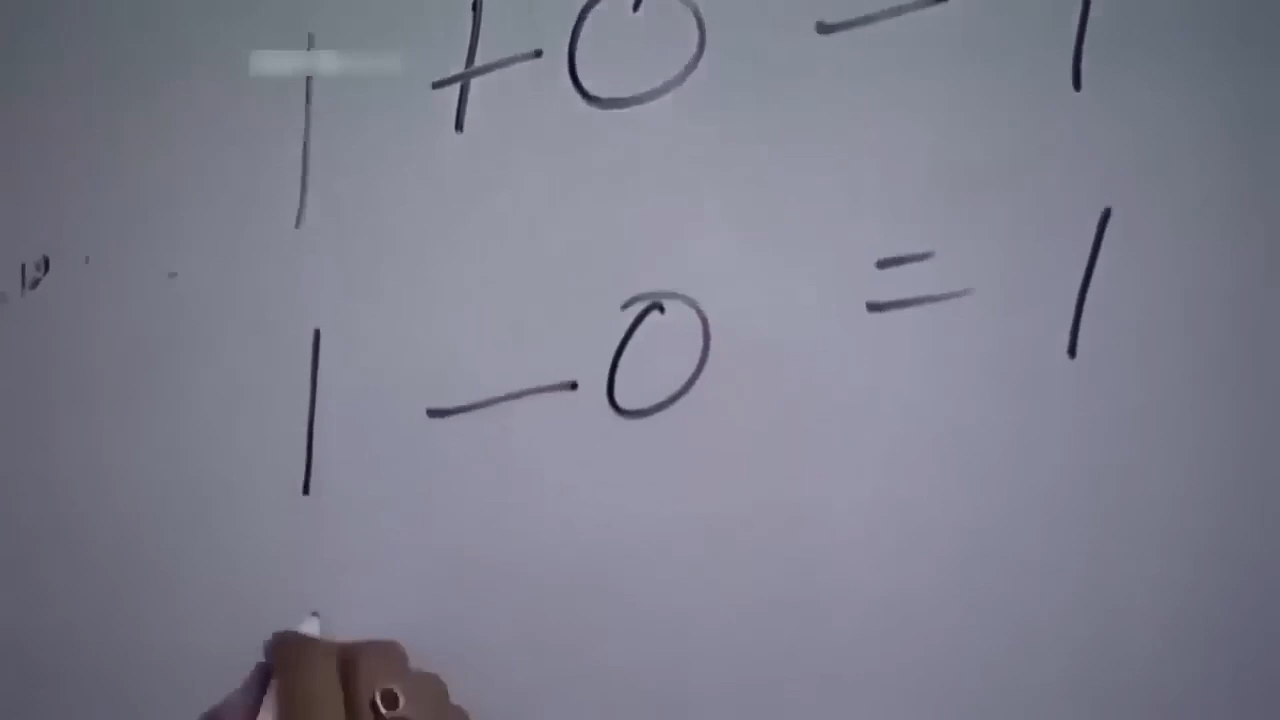 1 + 0 = 1
1 - 0 = 1